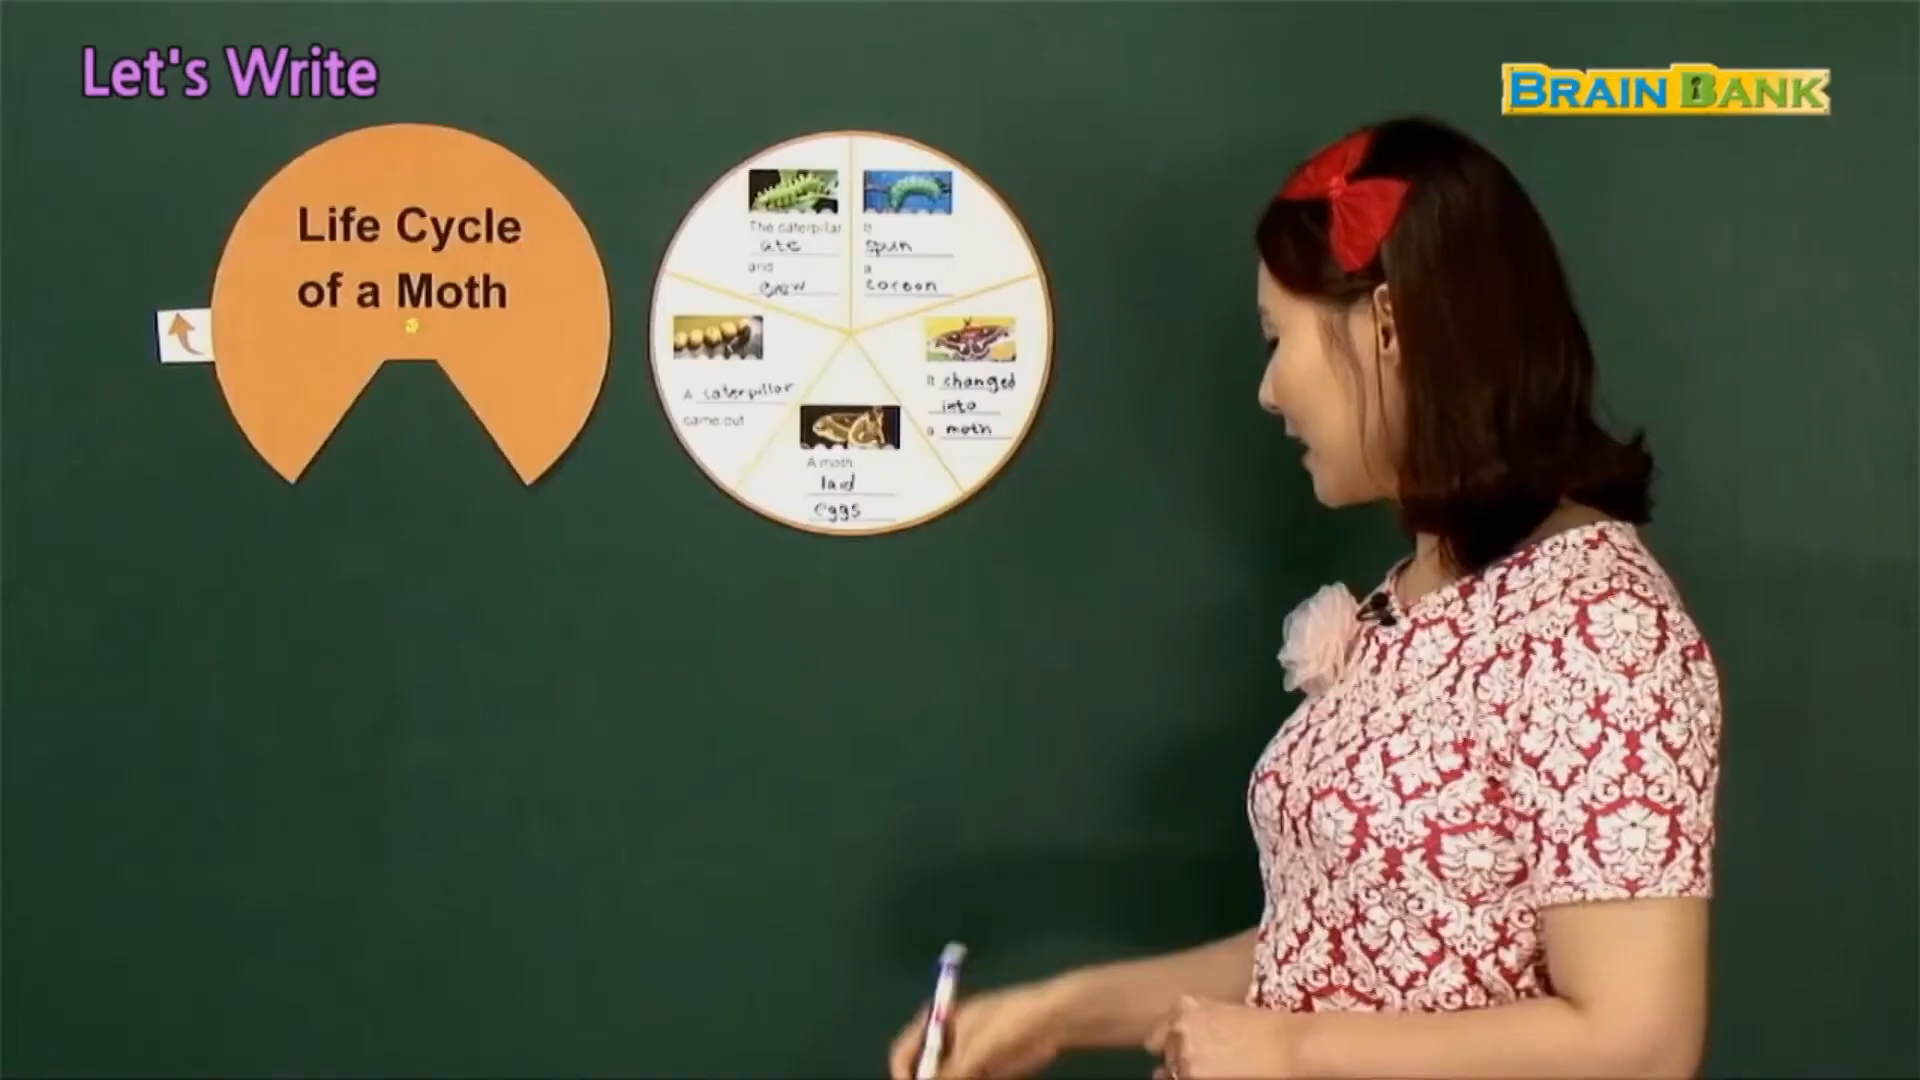 Let's Write
BRAIN BANK
Life Cycle
of a Moth
The caterpillar
ate
and
grew
It
spun
a
cocoon
A caterpillar
came out
It changed
into
a moth
A moth
laid
eggs